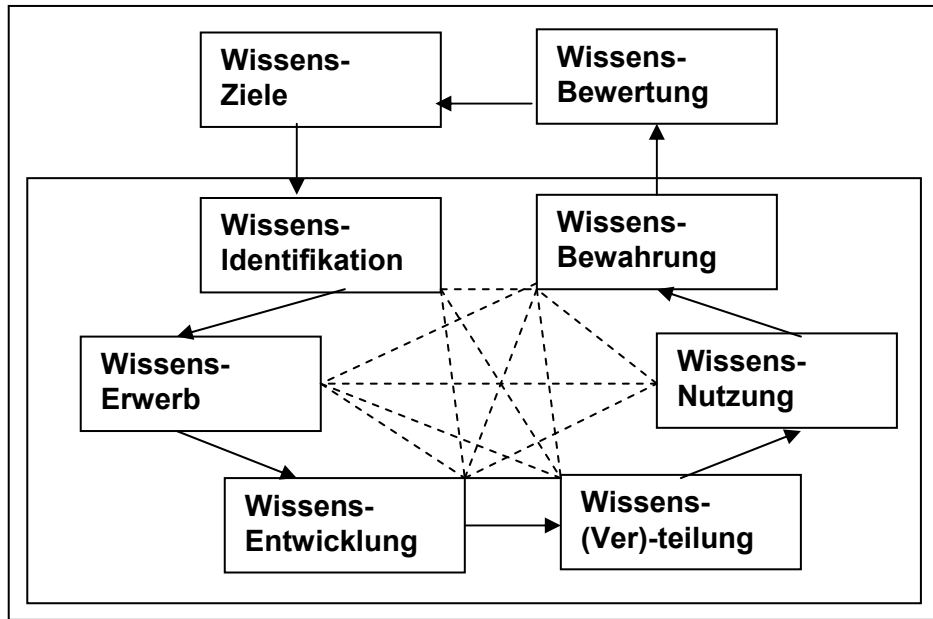 Wissens-
Ziele
Wissens-
Bewertung
Wissens-
Identifikation
Wissens-
Bewahrung
Wissens-
Erwerb
Wissens-
Nutzung
Wissens-
Entwicklung
Wissens-
(Ver)-teilung